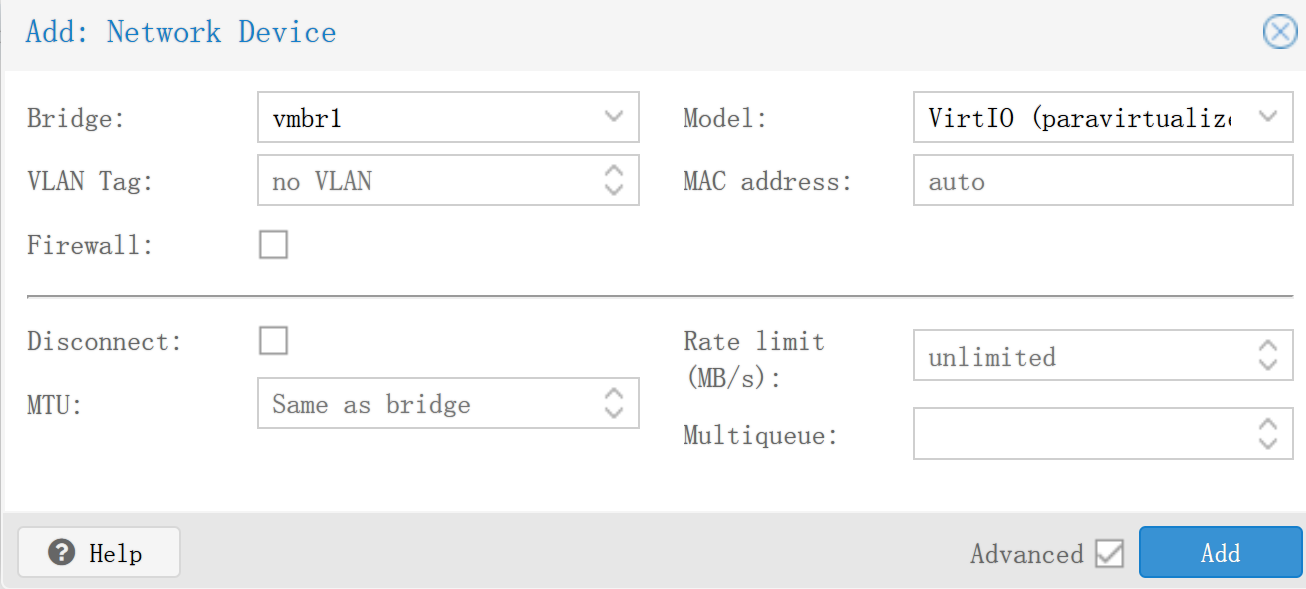 Add: Network Device
Bridge: vmbr1 Model: VirtIO (paravirtualize
VLAN Tag: no VLAN MAC address: auto
Firewall:
Disconnect: Rate limit (MB/s): unlimited
MTU: Same as bridge Multiqueue:
Help Advanced Add